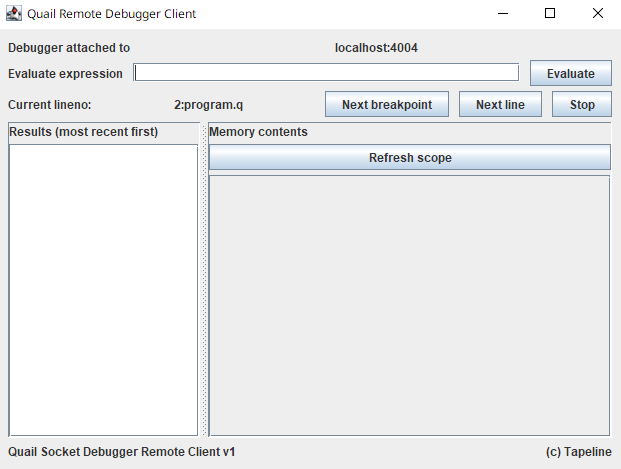 Quail Remote Debugger Client
Debugger attached to localhost:4004
Evaluate expression Evaluate
Current lineno: 2:program.q Next breakpoint Next line Stop
Results (most recent first) Memory contents
Refresh scope
Quail Socket Debugger Remote Client v1 (c) Tapeline